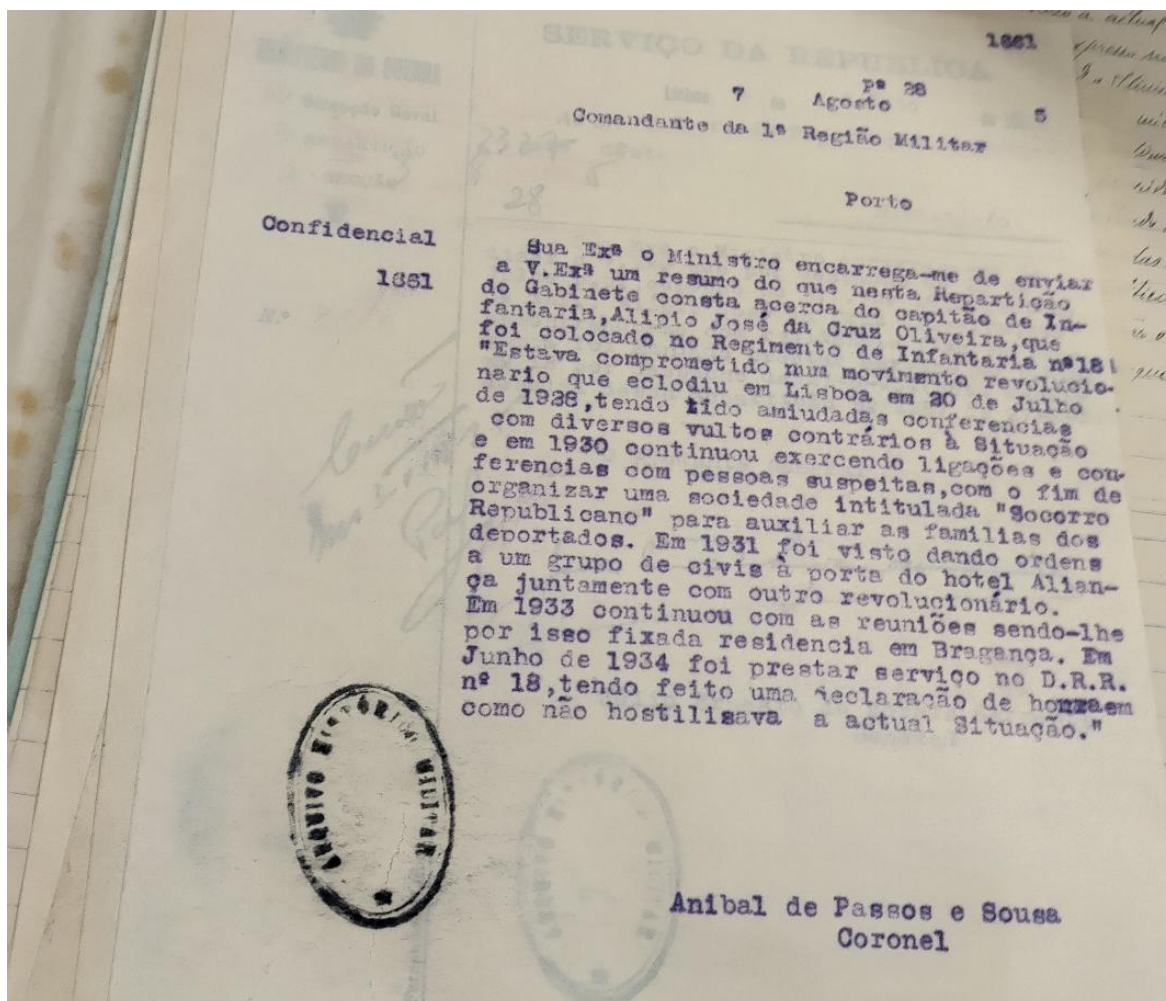 SERVIÇO DA REPUBLICA
1881
Pª 28
7 Agosto 5
Comandante da 1ª Região Militar
28
Porto
Confidencial
1881
Sua Exª o Ministro encarrega-me de enviar
a V.Exª um resumo do que nesta Repartição
do Gabinete consta acerca do capitão de In-
fantaria,Alipio José da Cruz Oliveira,que
foi colocado no Regimento de Infantaria nº18:
"Estava comprometido num movimento revolucio-
nario que eclodiu em Lisboa em 20 de Julho
de 1928,tendo tido amiudadas conferencias
com diversos vultos contrários à Situação
e em 1930 continuou exercendo ligações e con-
ferencias com pessoas suspeitas,com o fim de
organizar uma sociedade intitulada "Socorro
Republicano" para auxiliar as familias dos
deportados. Em 1931 foi visto dando ordens
a um grupo de civis à porta do hotel Alian-
ça juntamente com outro revolucionário.
Em 1933 continuou com as reuniões sendo-lhe
por isso fixada residencia em Bragança. Em
Junho de 1934 foi prestar serviço no D.R.R.
nº 18,tendo feito uma declaração de honra em
como não hostilisava a actual Situação."
ARQUIVO HISTÓRICO MILITAR
Anibal de Passos e Sousa
Coronel